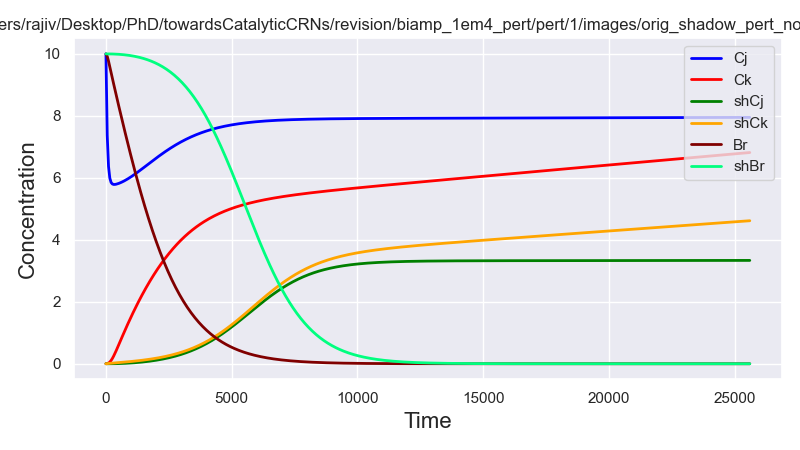 ers/rajiv/Desktop/PhD/towardsCatalyticCRNs/revision/biamp_1em4_pert/pert/1/images/orig_shadow_pert_no
10
8
6
4
2
0
Concentration
0 5000 10000 15000 20000 25000
Time
Cj
Ck
shCj
shCk
Br
shBr